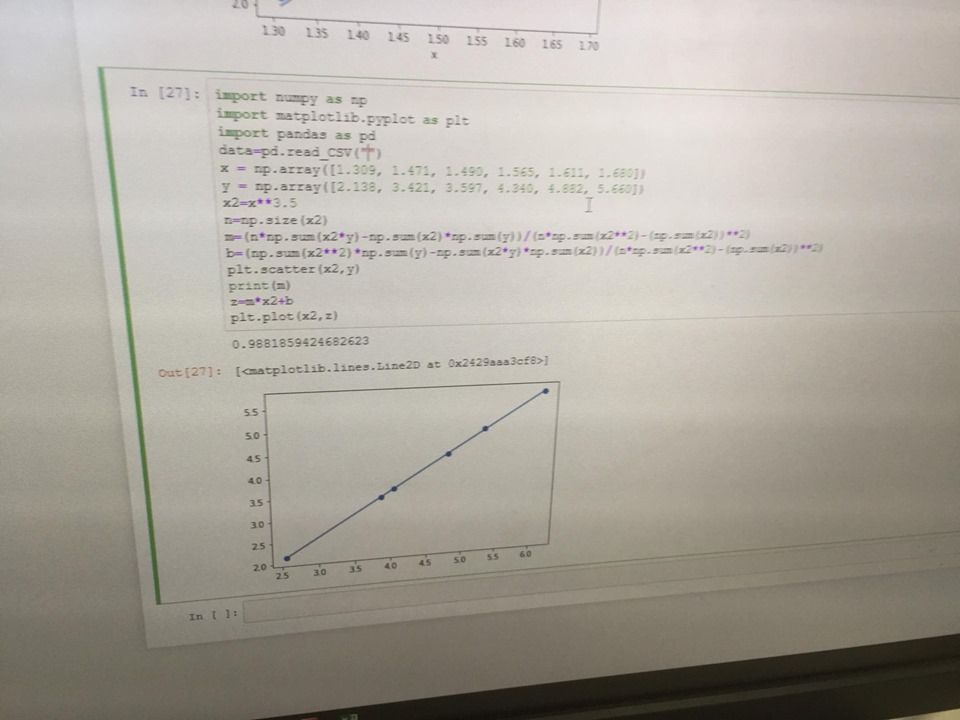 2.0
1.30 1.35 1.40 1.45 1.50 1.55 1.60 1.65 1.70
x
In [27]:
import numpy as np
import matplotlib.pyplot as plt
import pandas as pd
data=pd.read_CSV("")
x = np.array([1.309, 1.471, 1.490, 1.565, 1.611, 1.680])
y = np.array([2.138, 3.421, 3.597, 4.340, 4.882, 5.660])
x2=x**3.5
n=np.size(x2)
m=(n*np.sum(x2*y)-np.sum(x2)*np.sum(y))/(n*np.sum(x2**2)-(np.sum(x2))**2)
b=(np.sum(x2**2)*np.sum(y)-np.sum(x2*y)*np.sum(x2))/(n*np.sum(x2**2)-(np.sum(x2))**2)
plt.scatter(x2,y)
print(m)
z=m*x2+b
plt.plot(x2,z)
0.9881859424682623
Out[27]: [<matplotlib.lines.Line2D at 0x2429aaa3cf8>]
5.5
5.0
4.5
4.0
3.5
3.0
2.5
2.0
2.5 3.0 3.5 4.0 4.5 5.0 5.5 6.0
In [ ]: